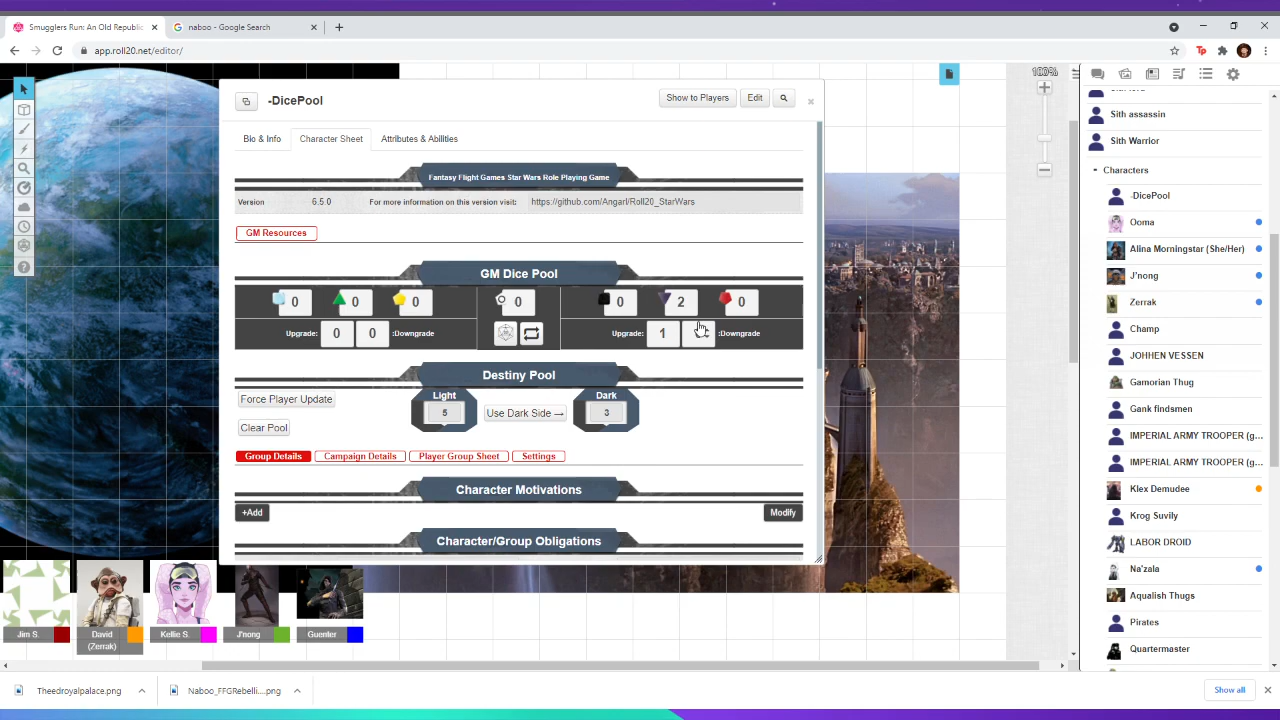 Smugglers Run: An Old Republic
naboo - Google Search
app.roll20.net/editor/
-DicePool
Show to Players
Edit
Bio & Info
Character Sheet
Attributes & Abilities
Fantasy Flight Games Star Wars Role Playing Game
Version
6.5.0
For more information on this version visit:
https://github.com/Angarl/Roll20_StarWars
GM Resources
GM Dice Pool
0
0
0
0
0
2
0
Upgrade:
0
0
:Downgrade
Upgrade:
1
:Downgrade
Destiny Pool
Force Player Update
Clear Pool
Light
5
Use Dark Side →
Dark
3
Group Details
Campaign Details
Player Group Sheet
Settings
Character Motivations
+Add
Modify
Character/Group Obligations
100%
Sith assassin
Sith Warrior
Characters
-DicePool
Ooma
Alina Morningstar (She/Her)
J'nong
Zerrak
Champ
JOHHEN VESSEN
Gamorian Thug
Gank findsmen
IMPERIAL ARMY TROOPER (g...
IMPERIAL ARMY TROOPER (g...
Klex Demudee
Krog Suvily
LABOR DROID
Na'zala
Aqualish Thugs
Pirates
Quartermaster
Jim S.
David
(Zerrak)
Kellie S.
J'nong
Guenter
Theedroyalpalace.png
Naboo_FFGRebelli....png
Show all